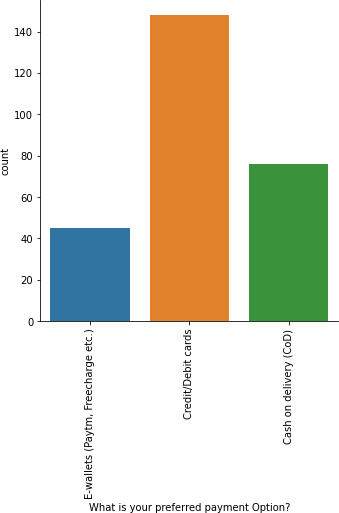 140
120
100
80
60
40
20
0
count
E-wallets (Paytm, Freecharge etc.)
Credit/Debit cards
Cash on delivery (CoD)
What is your preferred payment Option?